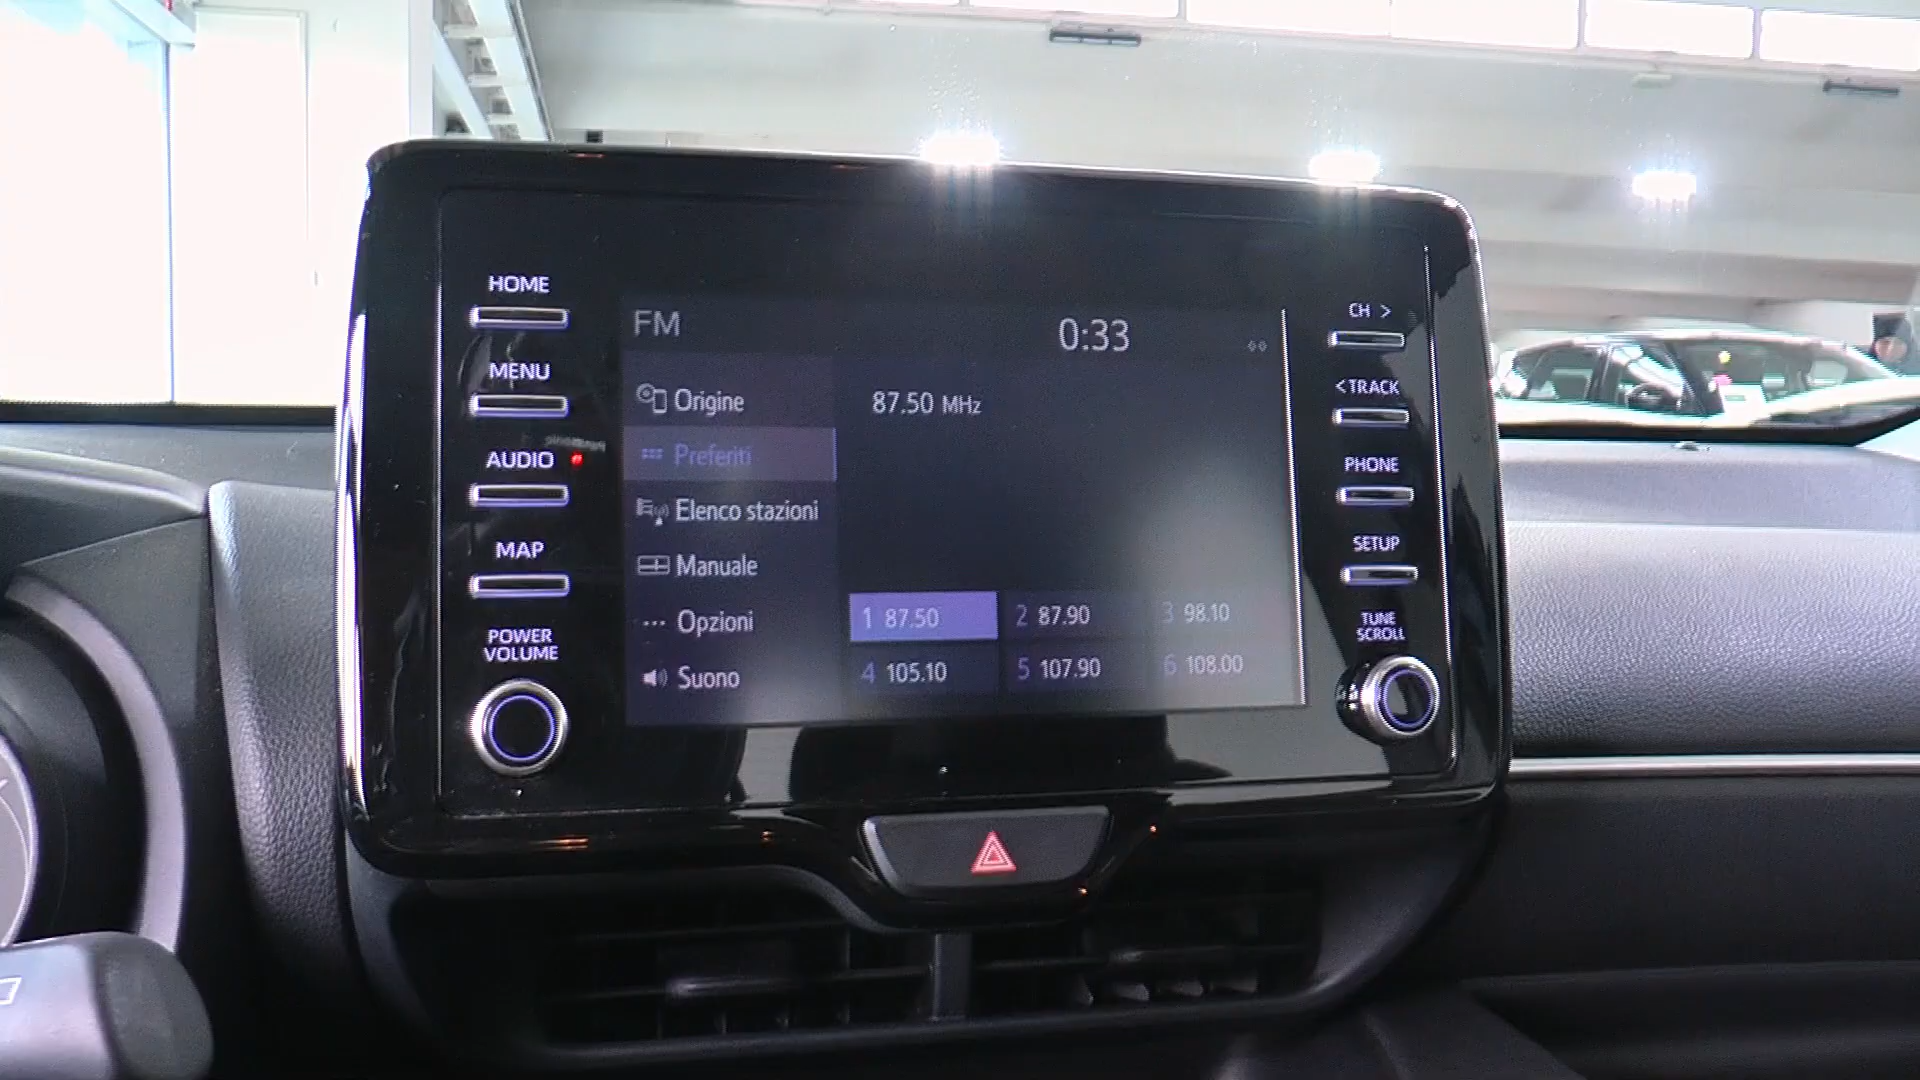 HOME
MENU
AUDIO
MAP
POWER
VOLUME
FM
0:33
Origine
87.50 MHz
Preferiti
Elenco stazioni
Manuale
Opzioni
Suono
1 87.50
2 87.90
3 98.10
4 105.10
5 107.90
6 108.00
CH >
< TRACK
PHONE
SETUP
TUNE
SCROLL